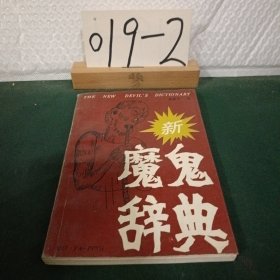 019-2
THE NEW DEVIL'S DICTIONARY
新
魔鬼
辞典